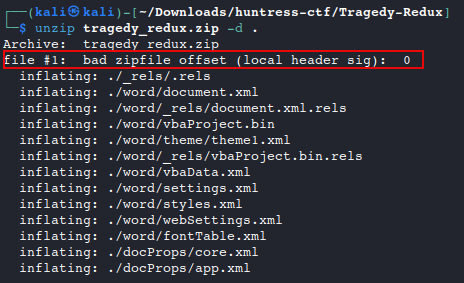 ┌──(kali㉿kali)-[~/Downloads/huntress-ctf/Tragedy-Redux]
└─$ unzip tragedy_redux.zip -d .
Archive:  tragedy_redux.zip
file #1:  bad zipfile offset (local header sig):  0
  inflating: ./_rels/.rels
  inflating: ./word/document.xml
  inflating: ./word/_rels/document.xml.rels
  inflating: ./word/vbaProject.bin
  inflating: ./word/theme/theme1.xml
  inflating: ./word/_rels/vbaProject.bin.rels
  inflating: ./word/vbaData.xml
  inflating: ./word/settings.xml
  inflating: ./word/styles.xml
  inflating: ./word/webSettings.xml
  inflating: ./word/fontTable.xml
  inflating: ./docProps/core.xml
  inflating: ./docProps/app.xml